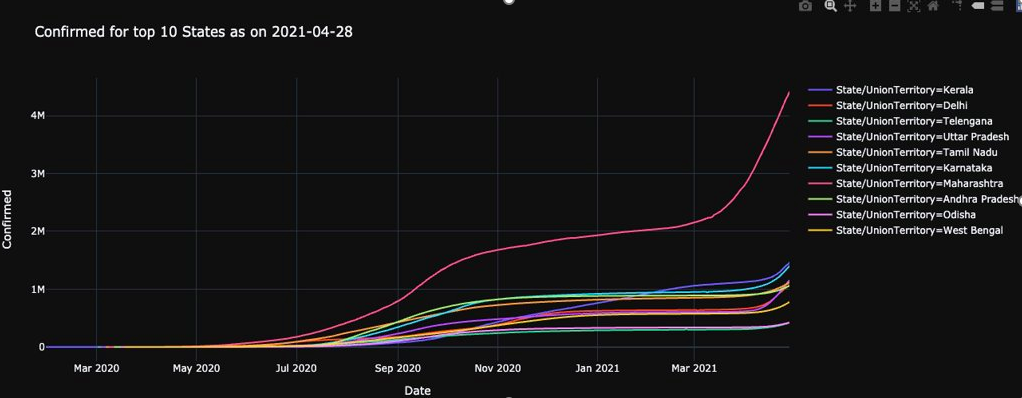 Confirmed for top 10 States as on 2021-04-28
Confirmed
4M
3M
2M
1M
0
Mar 2020
May 2020
Jul 2020
Sep 2020
Nov 2020
Jan 2021
Mar 2021
Date
State/UnionTerritory=Kerala
State/UnionTerritory=Delhi
State/UnionTerritory=Telengana
State/UnionTerritory=Uttar Pradesh
State/UnionTerritory=Tamil Nadu
State/UnionTerritory=Karnataka
State/UnionTerritory=Maharashtra
State/UnionTerritory=Andhra Pradesh
State/UnionTerritory=Odisha
State/UnionTerritory=West Bengal